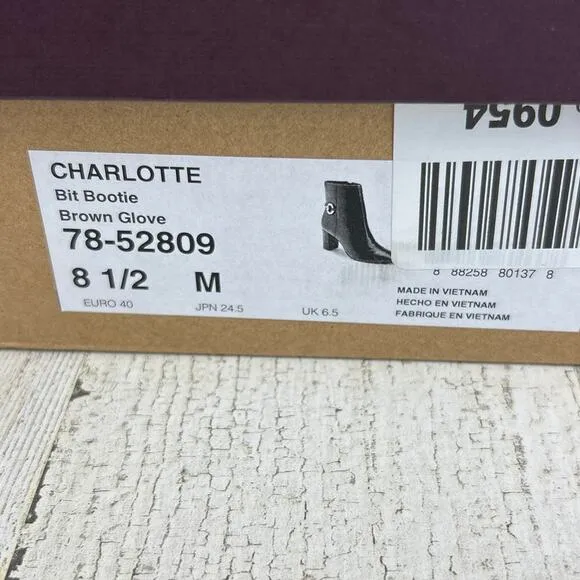 CHARLOTTE
Bit Bootie
Brown Glove
78-52809
8 1/2 M
EURO 40 JPN 24.5 UK 6.5
0954
8 88258 80137 8
MADE IN VIETNAM
HECHO EN VIETNAM
FABRIQUE EN VIETNAM